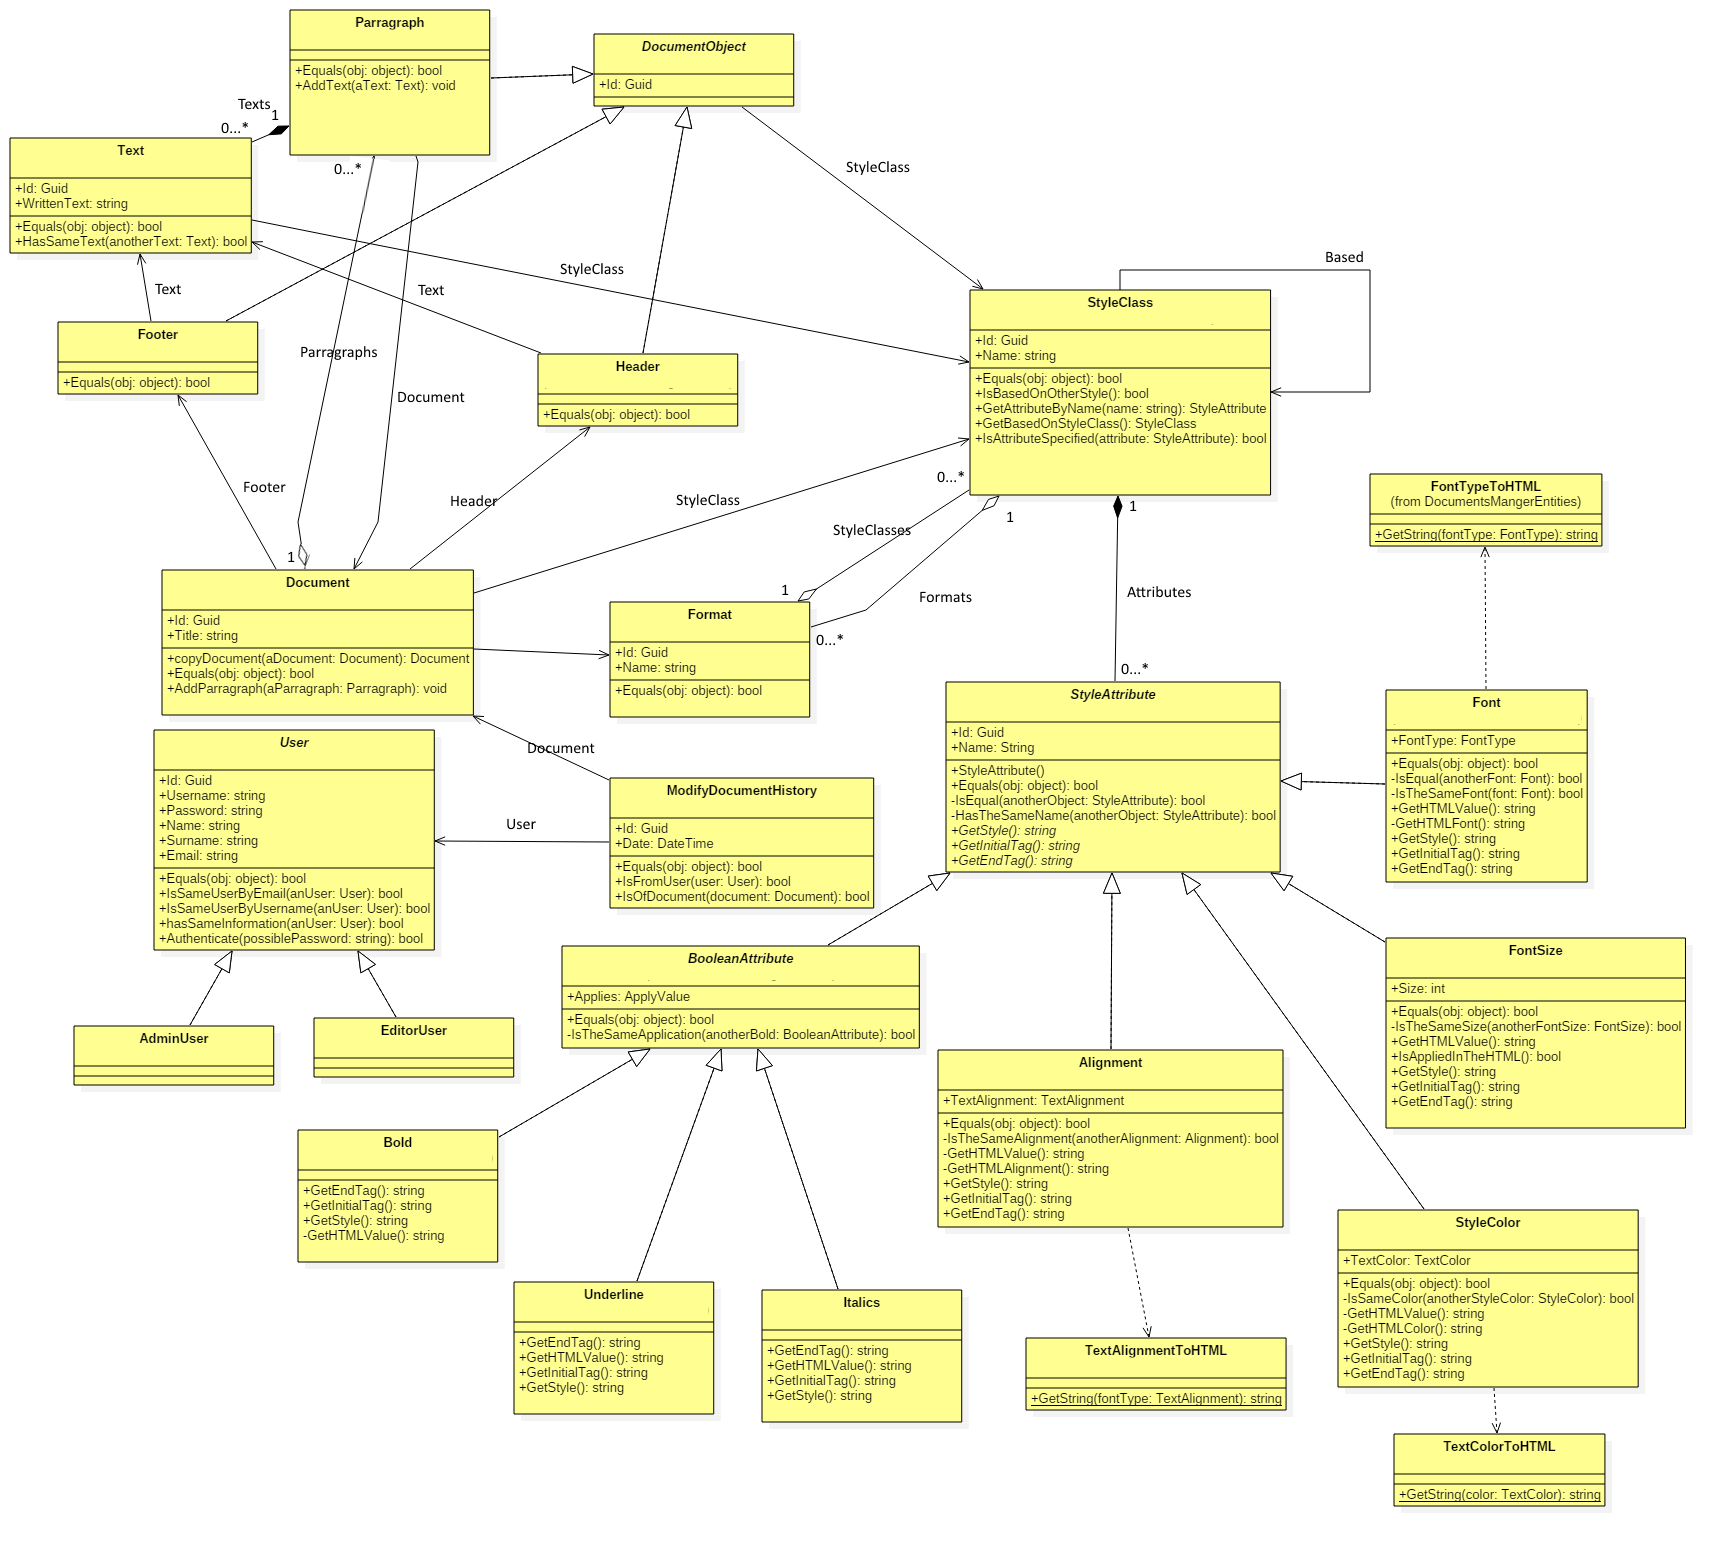 Parragraph
+Equals(obj: object): bool
+AddText(aText: Text): void
DocumentObject
+Id: Guid
Texts
1
0...*
Text
+Id: Guid
+WrittenText: string
+Equals(obj: object): bool
+HasSameText(anotherText: Text): bool
0...*
StyleClass
StyleClass
Based
Text
Text
Footer
+Equals(obj: object): bool
Parragraphs
Document
Header
+Equals(obj: object): bool
StyleClass
+Id: Guid
+Name: string
+Equals(obj: object): bool
+IsBasedOnOtherStyle(): bool
+GetAttributeByName(name: string): StyleAttribute
+GetBasedOnStyleClass(): StyleClass
+IsAttributeSpecified(attribute: StyleAttribute): bool
Footer
Header
StyleClass
0...*
StyleClasses
1
1
FontTypeToHTML
(from DocumentsMangerEntities)
+GetString(fontType: FontType): string
1
Document
+Id: Guid
+Title: string
+copyDocument(aDocument: Document): Document
+Equals(obj: object): bool
+AddParragraph(aParragraph: Parragraph): void
1
Formats
Attributes
Format
+Id: Guid
+Name: string
+Equals(obj: object): bool
0...*
0...*
StyleAttribute
+Id: Guid
+Name: String
+StyleAttribute()
+Equals(obj: object): bool
-IsEqual(anotherObject: StyleAttribute): bool
-HasTheSameName(anotherObject: StyleAttribute): bool
+GetStyle(): string
+GetInitialTag(): string
+GetEndTag(): string
Font
+FontType: FontType
+Equals(obj: object): bool
-IsEqual(anotherFont: Font): bool
-IsTheSameFont(font: Font): bool
+GetHTMLValue(): string
-GetHTMLFont(): string
+GetStyle(): string
+GetInitialTag(): string
+GetEndTag(): string
User
+Id: Guid
+Username: string
+Password: string
+Name: string
+Surname: string
+Email: string
+Equals(obj: object): bool
+IsSameUserByEmail(anUser: User): bool
+IsSameUserByUsername(anUser: User): bool
+hasSameInformation(anUser: User): bool
+Authenticate(possiblePassword: string): bool
Document
User
ModifyDocumentHistory
+Id: Guid
+Date: DateTime
+Equals(obj: object): bool
+IsFromUser(user: User): bool
+IsOfDocument(document: Document): bool
BooleanAttribute
+Applies: ApplyValue
+Equals(obj: object): bool
-IsTheSameApplication(anotherBold: BooleanAttribute): bool
FontSize
+Size: int
+Equals(obj: object): bool
-IsTheSameSize(anotherFontSize: FontSize): bool
+GetHTMLValue(): string
+IsAppliedInTheHTML(): bool
+GetStyle(): string
+GetInitialTag(): string
+GetEndTag(): string
AdminUser
EditorUser
Alignment
+TextAlignment: TextAlignment
+Equals(obj: object): bool
-IsTheSameAlignment(anotherAlignment: Alignment): bool
-GetHTMLValue(): string
-GetHTMLAlignment(): string
+GetStyle(): string
+GetInitialTag(): string
+GetEndTag(): string
Bold
+GetEndTag(): string
+GetInitialTag(): string
+GetStyle(): string
-GetHTMLValue(): string
StyleColor
+TextColor: TextColor
+Equals(obj: object): bool
-IsSameColor(anotherStyleColor: StyleColor): bool
-GetHTMLValue(): string
-GetHTMLColor(): string
+GetStyle(): string
+GetInitialTag(): string
+GetEndTag(): string
Underline
+GetEndTag(): string
+GetHTMLValue(): string
+GetInitialTag(): string
+GetStyle(): string
Italics
+GetEndTag(): string
+GetHTMLValue(): string
+GetInitialTag(): string
+GetStyle(): string
TextAlignmentToHTML
+GetString(fontType: TextAlignment): string
TextColorToHTML
+GetString(color: TextColor): string